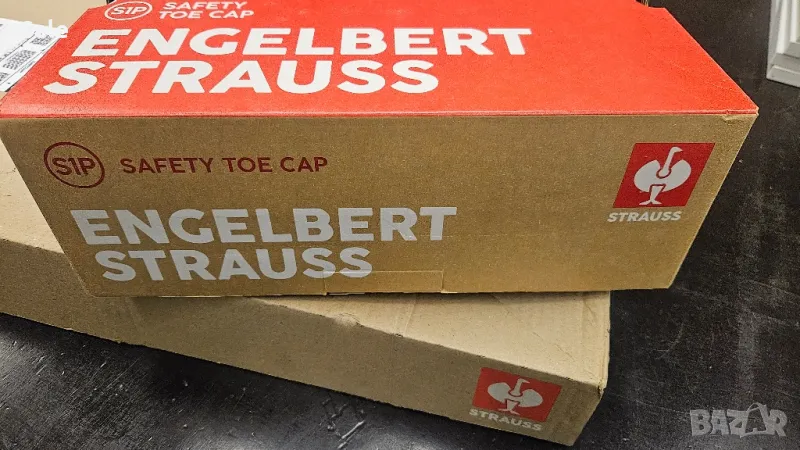 S1P
SAFETY
TOE CAP
ENGELBERT
STRAUSS
S1P SAFETY TOE CAP
ENGELBERT
STRAUSS
STRAUSS
STRAUSS
BAZAR